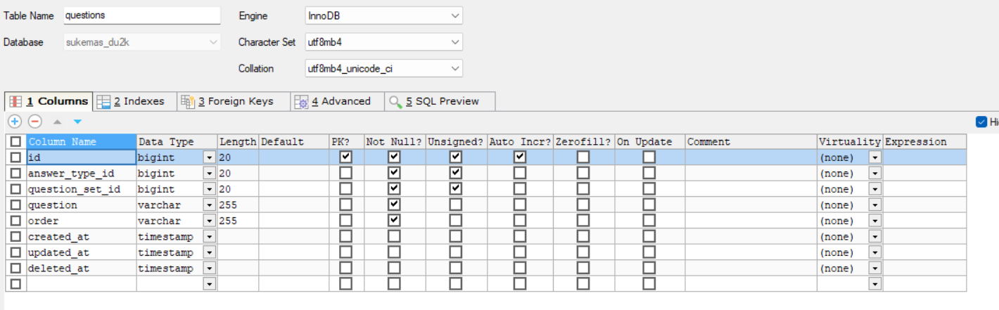 Table Name questions Engine InnoDB
Database sukemas_du2k Character Set utf8mb4
Collation utf8mb4_unicode_ci
1 Columns 2 Indexes 3 Foreign Keys 4 Advanced 5 SQL Preview
Hi
Column Name Data Type Length Default PK? Not Null? Unsigned? Auto Incr? Zerofill? On Update Comment Virtuality Expression
id bigint 20 (none)
answer_type_id bigint 20 (none)
question_set_id bigint 20 (none)
question varchar 255 (none)
order varchar 255 (none)
created_at timestamp (none)
updated_at timestamp (none)
deleted_at timestamp (none)